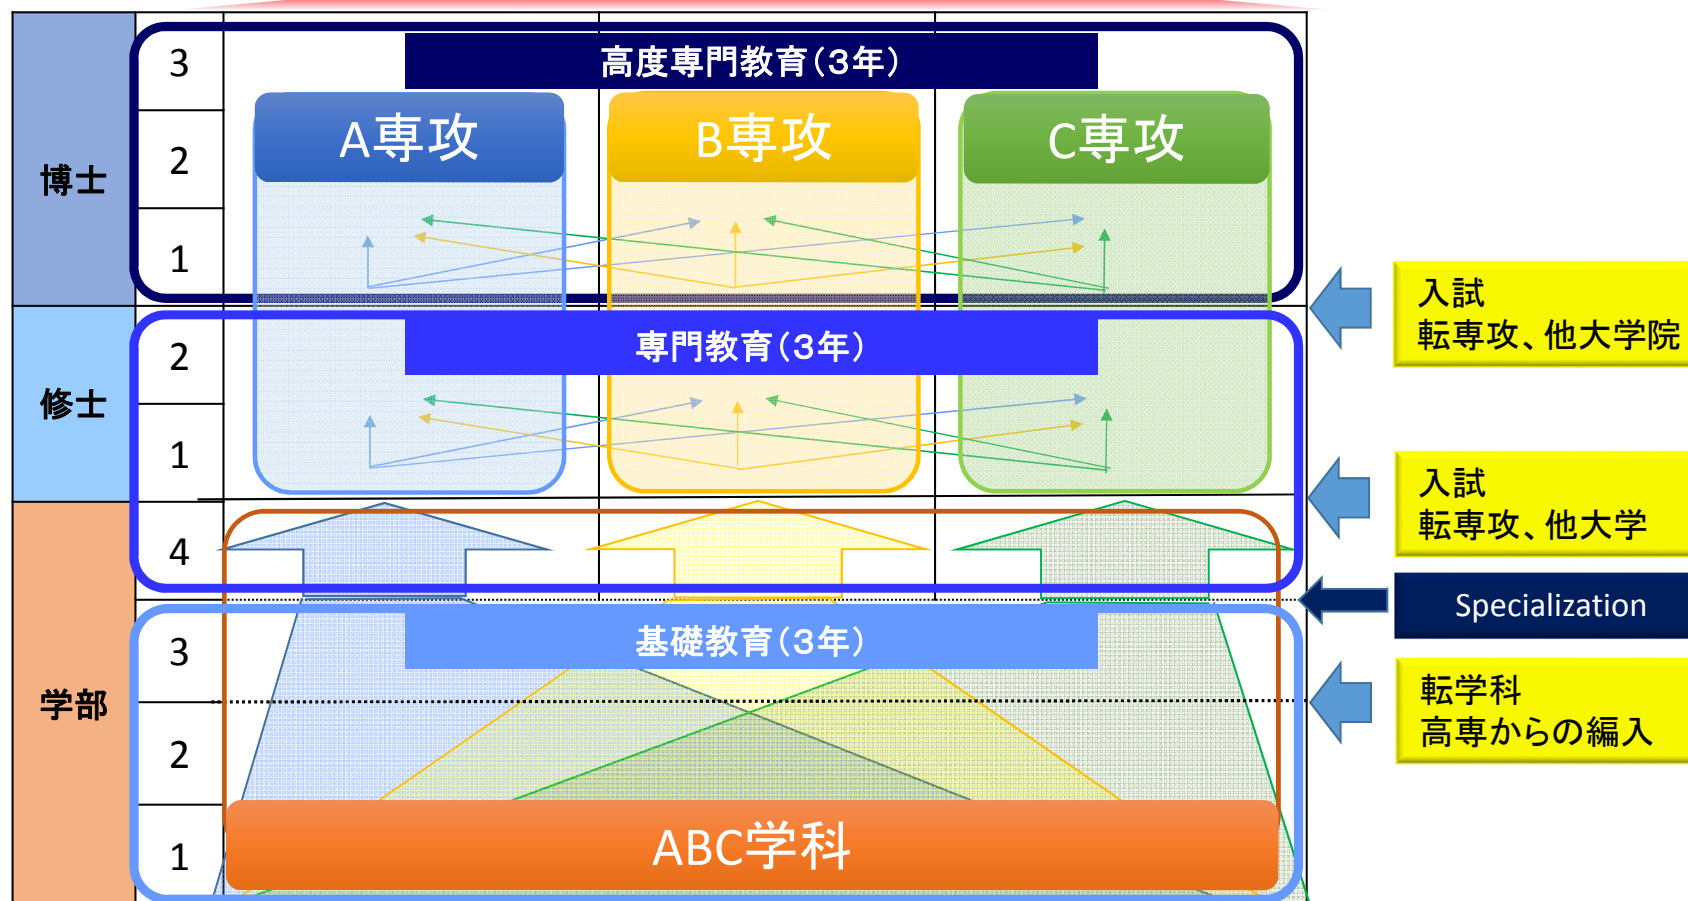 高度専門教育（３年）
3
A専攻
B専攻
C専攻
2
博士
1
入試
転専攻、他大学院
専門教育（３年）
2
修士
1
入試
転専攻、他大学
4
Specialization
基礎教育（３年）
3
学部
転学科
高専からの編入
2
ABC学科
1